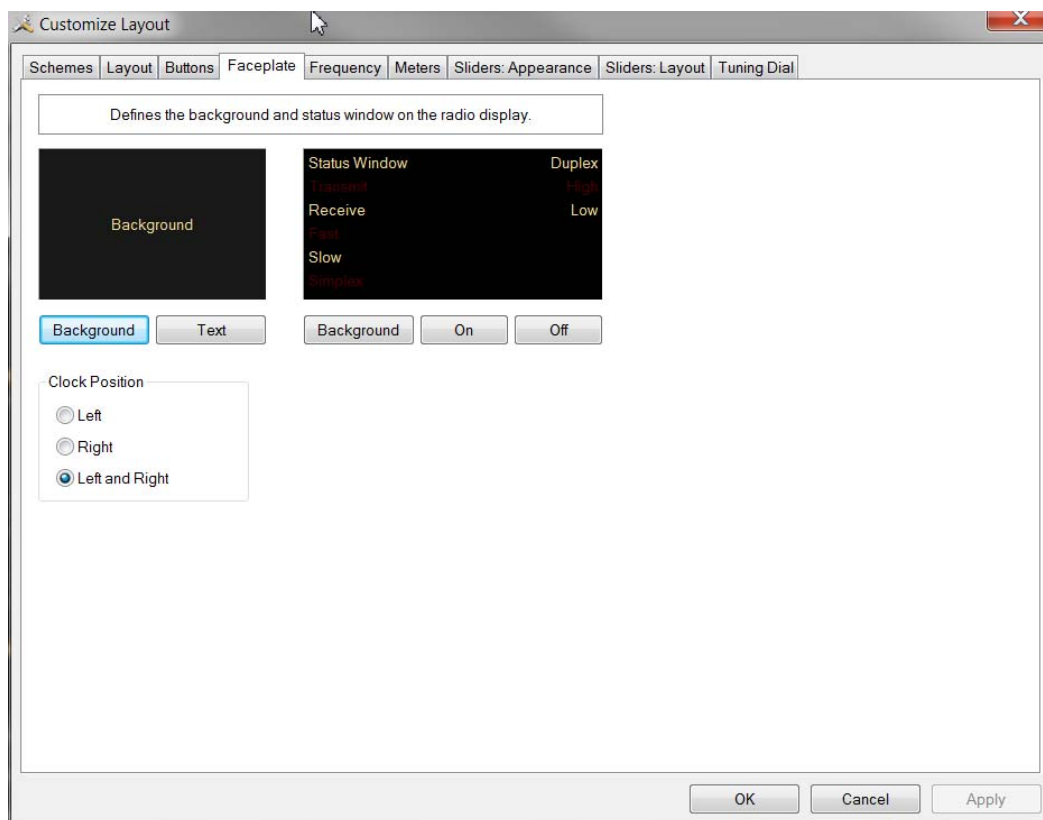 Customize Layout
X
Schemes Layout Buttons Faceplate Frequency Meters Sliders: Appearance Sliders: Layout Tuning Dial
Defines the background and status window on the radio display.
Background
Status Window Duplex
Transmit High
Receive Low
Fast
Slow
Simplex
Background Text Background On Off
Clock Position
Left
Right
Left and Right
OK Cancel Apply